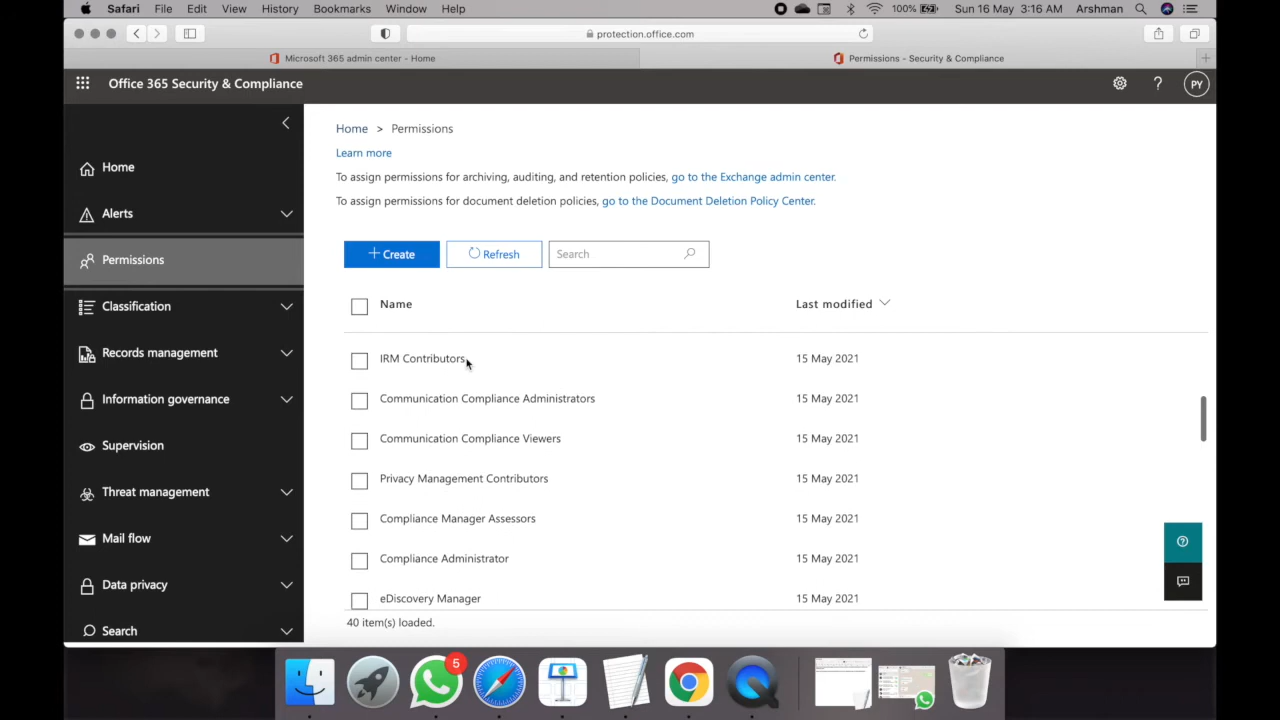 Safari File Edit View History Bookmarks Window Help 100% Sun 16 May 3:16 AM Arshman
protection.office.com
Microsoft 365 admin center - Home
Permissions - Security & Compliance
Office 365 Security & Compliance
PY
Home
Alerts
Permissions
Classification
Records management
Information governance
Supervision
Threat management
Mail flow
Data privacy
Search
Home > Permissions
Learn more
To assign permissions for archiving, auditing, and retention policies, go to the Exchange admin center.
To assign permissions for document deletion policies, go to the Document Deletion Policy Center.
+ Create Refresh Search
Name Last modified
IRM Contributors 15 May 2021
Communication Compliance Administrators 15 May 2021
Communication Compliance Viewers 15 May 2021
Privacy Management Contributors 15 May 2021
Compliance Manager Assessors 15 May 2021
Compliance Administrator 15 May 2021
eDiscovery Manager 15 May 2021
40 item(s) loaded.
5